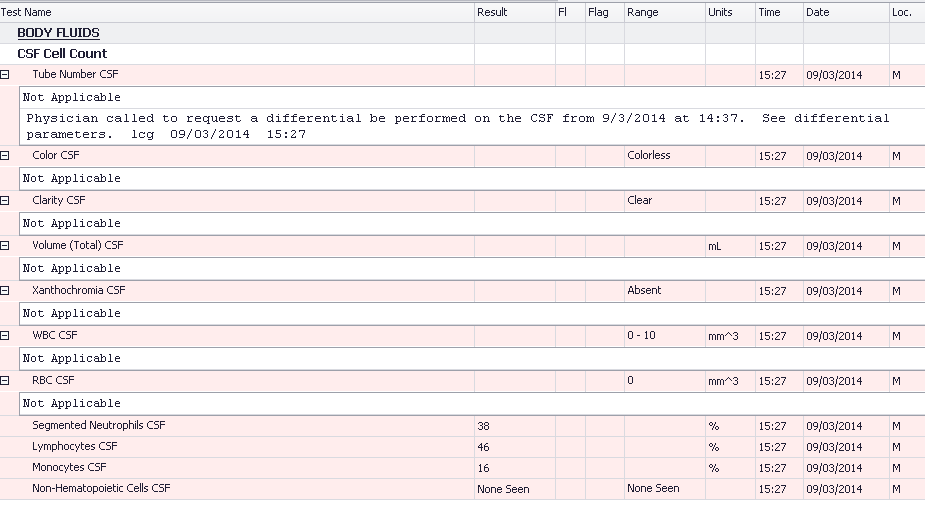 Test Name Result Fl Flag Range Units Time Date Loc.
BODY FLUIDS
CSF Cell Count
Tube Number CSF 15:27 09/03/2014 M
Not Applicable
Physician called to request a differential be performed on the CSF from 9/3/2014 at 14:37. See differential
parameters. lcg 09/03/2014 15:27
Color CSF Colorless 15:27 09/03/2014 M
Not Applicable
Clarity CSF Clear 15:27 09/03/2014 M
Not Applicable
Volume (Total) CSF mL 15:27 09/03/2014 M
Not Applicable
Xanthochromia CSF Absent 15:27 09/03/2014 M
Not Applicable
WBC CSF 0 - 10 mm^3 15:27 09/03/2014 M
Not Applicable
RBC CSF 0 mm^3 15:27 09/03/2014 M
Not Applicable
Segmented Neutrophils CSF 38 % 15:27 09/03/2014 M
Lymphocytes CSF 46 % 15:27 09/03/2014 M
Monocytes CSF 16 % 15:27 09/03/2014 M
Non-Hematopoietic Cells CSF None Seen None Seen 15:27 09/03/2014 M